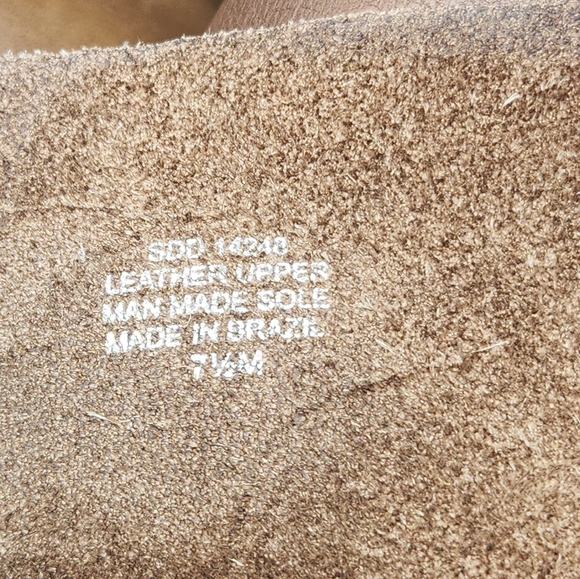 SDD 14240
LEATHER UPPER
MAN MADE SOLE
MADE IN BRAZIL
7½M